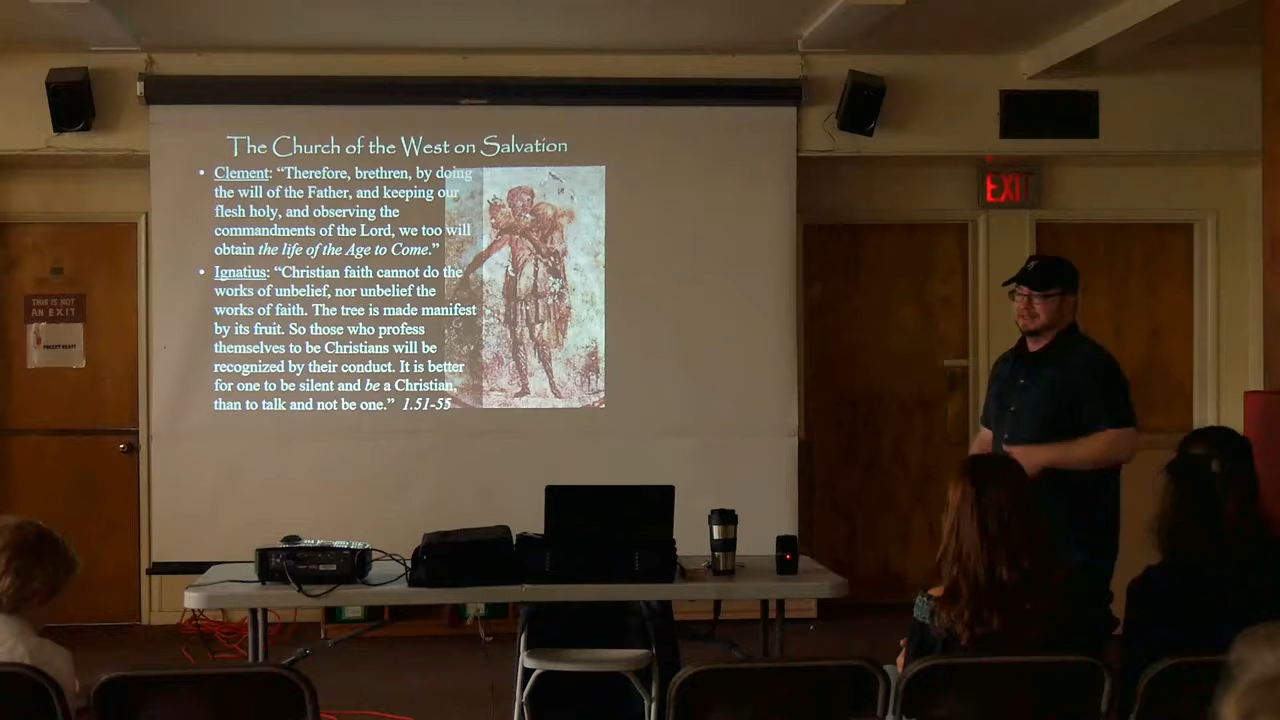 The Church of the West on Salvation
• Clement: “Therefore, brethren, by doing
the will of the Father, and keeping our
flesh holy, and observing the
commandments of the Lord, we too will
obtain the life of the Age to Come.”
• Ignatius: “Christian faith cannot do the
works of unbelief, nor unbelief the
works of faith. The tree is made manifest
by its fruit. So those who profess
themselves to be Christians will be
recognized by their conduct. It is better
for one to be silent and be a Christian,
than to talk and not be one.” 1.51-55
EXIT
THIS IS NOT
AN EXIT